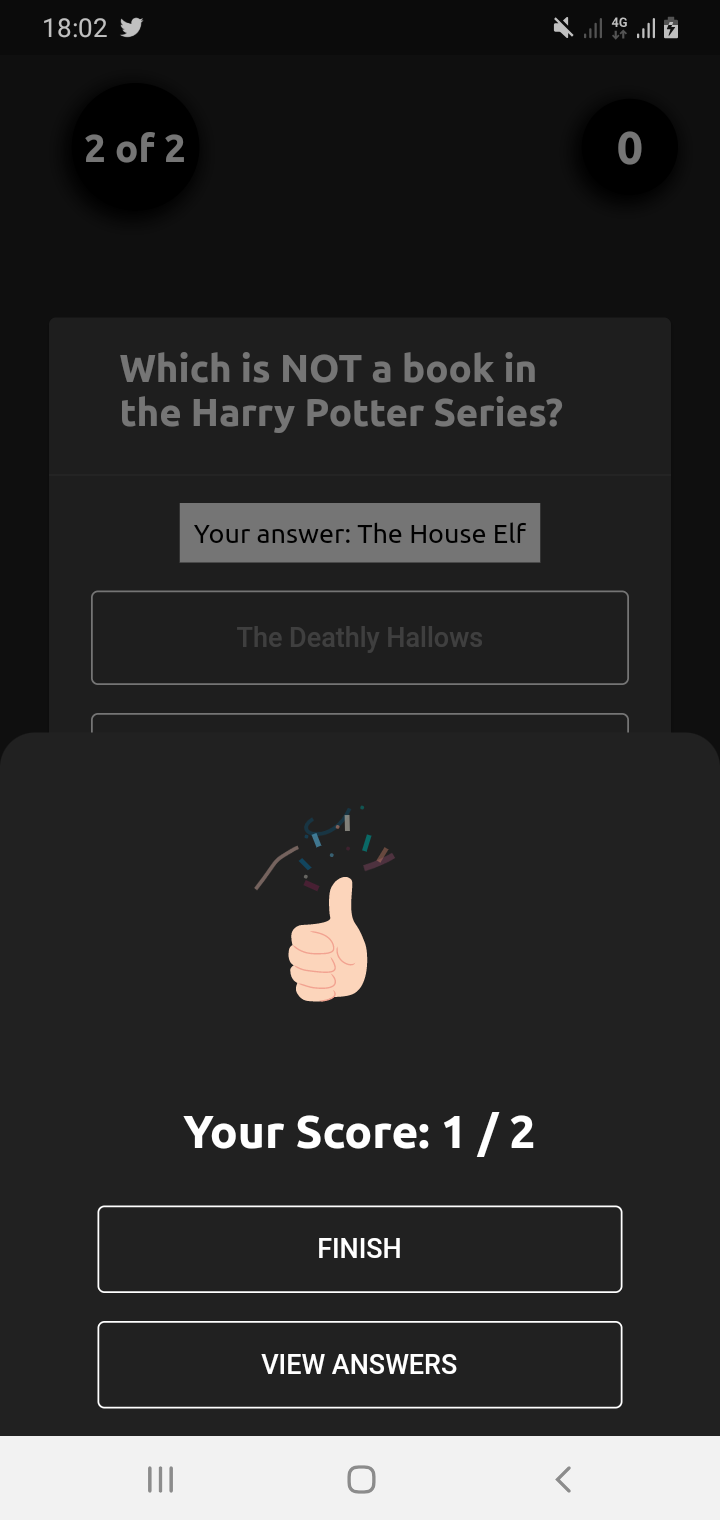 18:02
4G
2 of 2
0
Which is NOT a book in
the Harry Potter Series?
Your answer: The House Elf
The Deathly Hallows
Your Score: 1 / 2
FINISH
VIEW ANSWERS